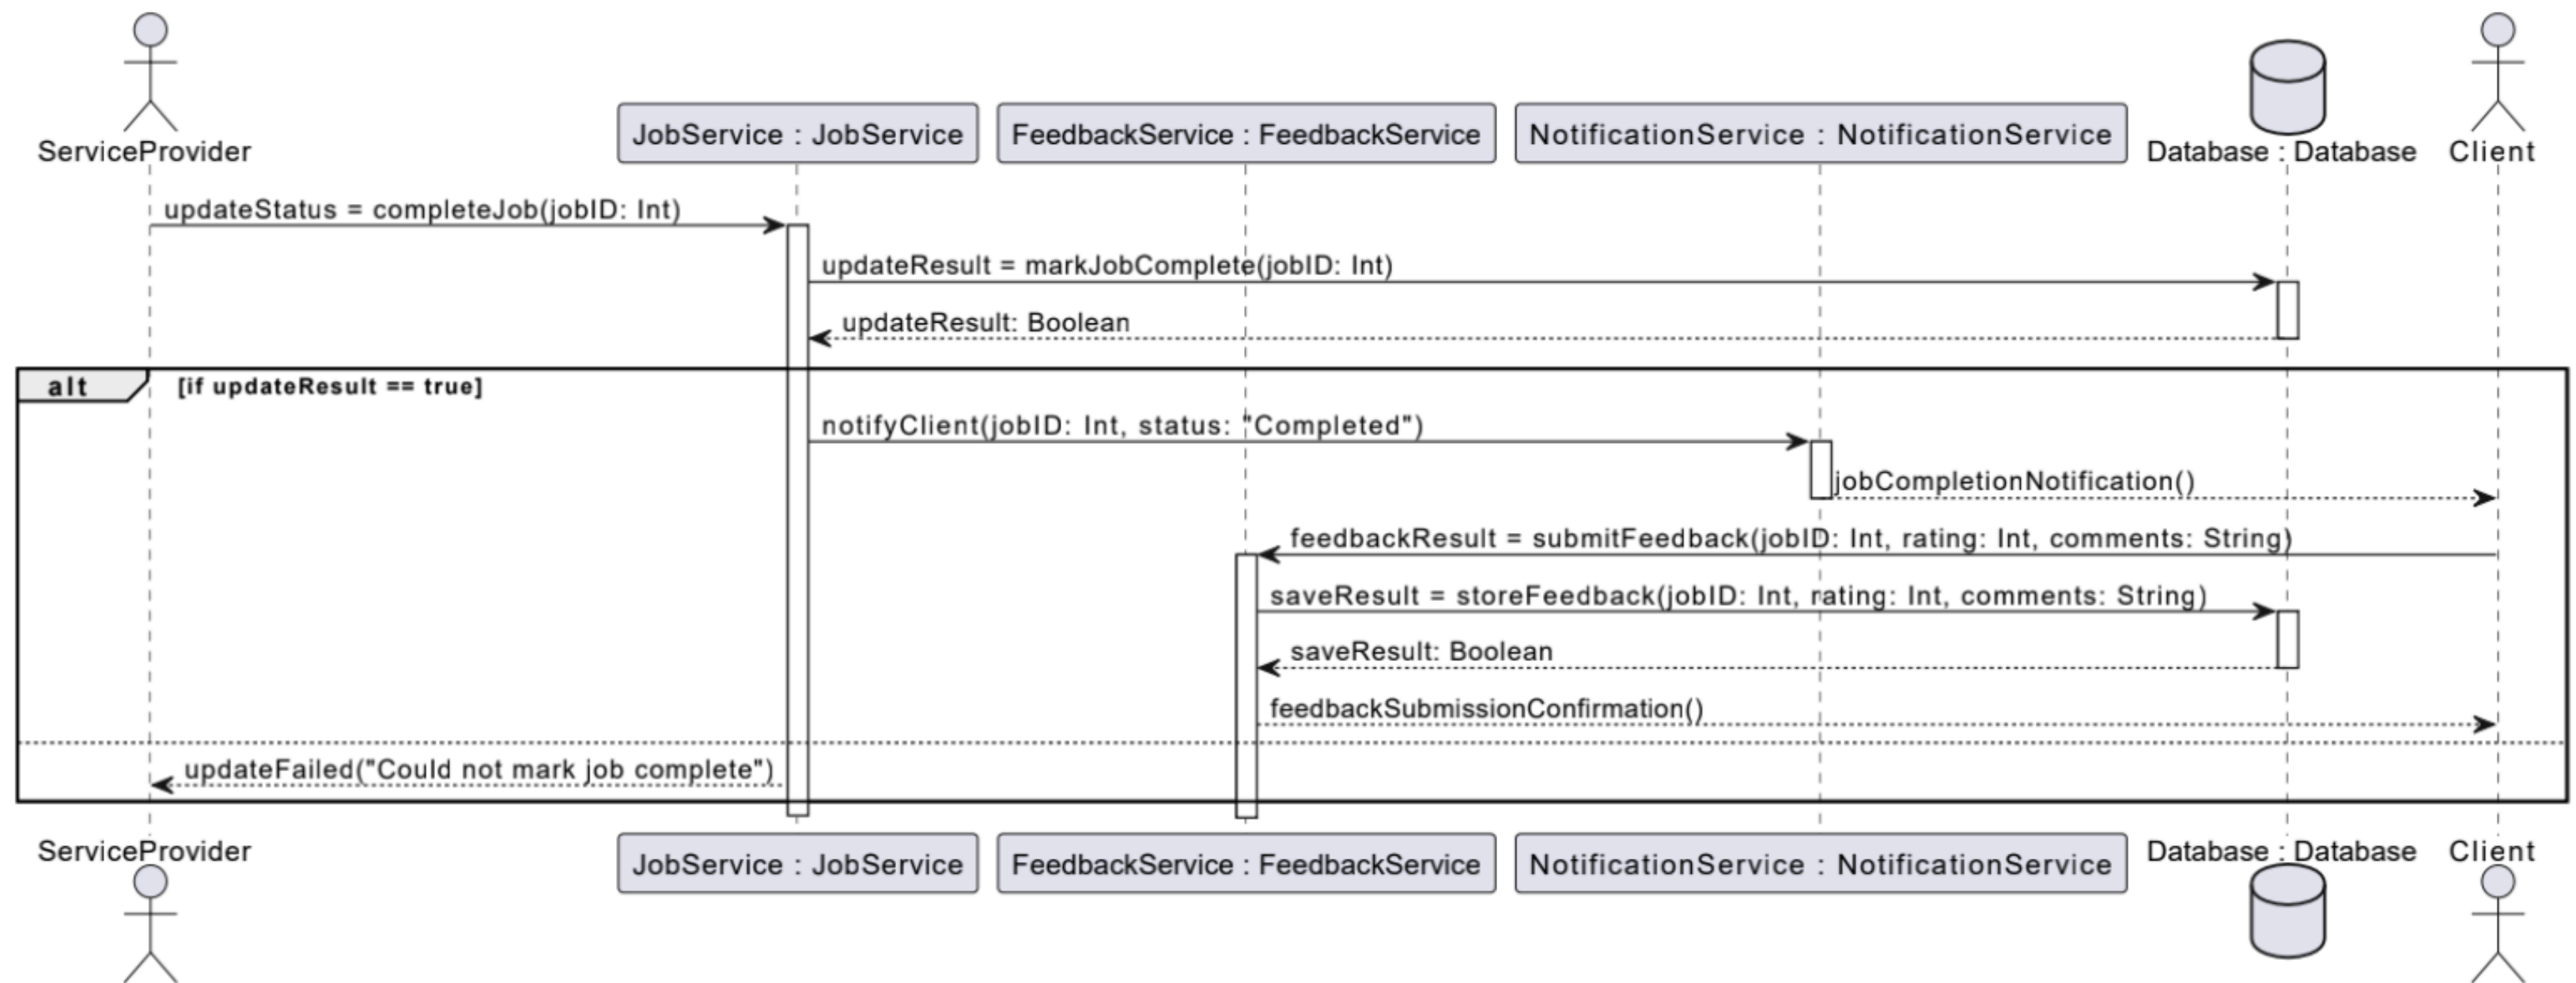 ServiceProvider
JobService : JobService
FeedbackService : FeedbackService
NotificationService : NotificationService
Database : Database
Client
updateStatus = completeJob(jobID: Int)
updateResult = markJobComplete(jobID: Int)
updateResult: Boolean
alt
[if updateResult == true]
notifyClient(jobID: Int, status: "Completed")
jobCompletionNotification()
feedbackResult = submitFeedback(jobID: Int, rating: Int, comments: String)
saveResult = storeFeedback(jobID: Int, rating: Int, comments: String)
saveResult: Boolean
feedbackSubmissionConfirmation()
updateFailed("Could not mark job complete")
ServiceProvider
JobService : JobService
FeedbackService : FeedbackService
NotificationService : NotificationService
Database : Database
Client